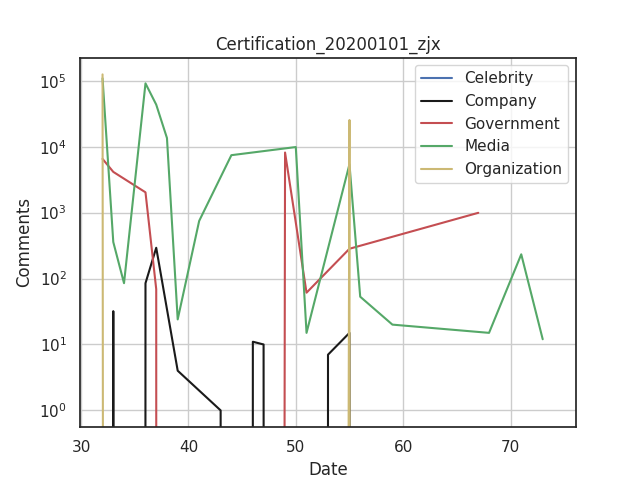 Certification_20200101_zjx
Comments
10⁵
10⁴
10³
10²
10¹
10⁰
Celebrity
Company
Government
Media
Organization
30 40 50 60 70
Date